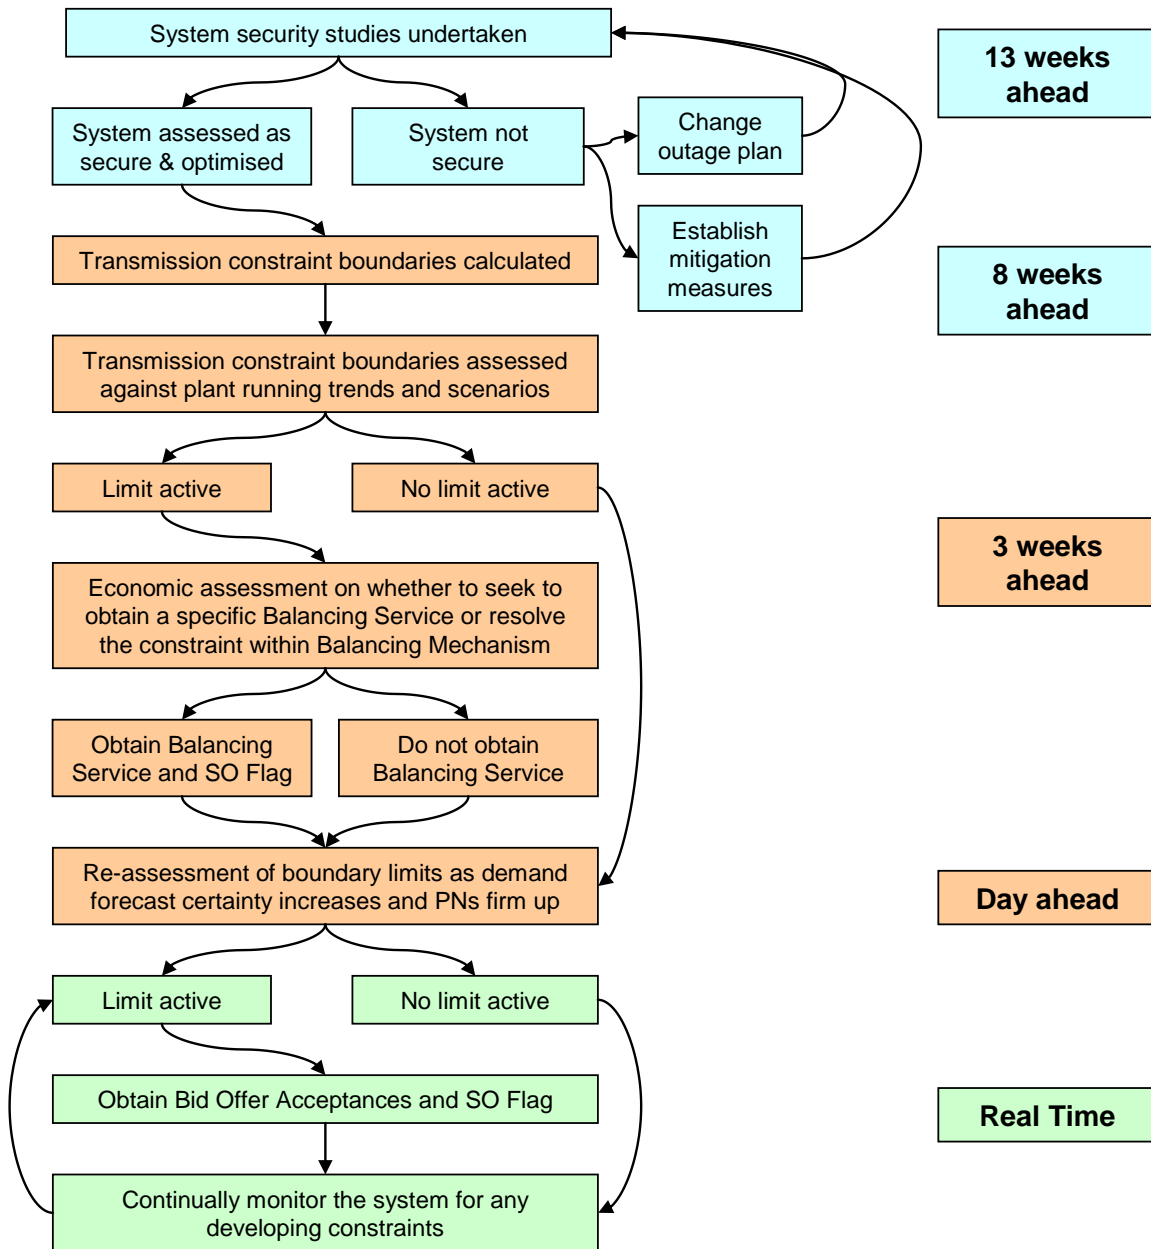 System security studies undertaken
13 weeks
ahead
System assessed as
secure & optimised
System not
secure
Change
outage plan
Establish
mitigation
measures
Transmission constraint boundaries calculated
8 weeks
ahead
Transmission constraint boundaries assessed
against plant running trends and scenarios
Limit active
No limit active
3 weeks
ahead
Economic assessment on whether to seek to
obtain a specific Balancing Service or resolve
the constraint within Balancing Mechanism
Obtain Balancing
Service and SO Flag
Do not obtain
Balancing Service
Re-assessment of boundary limits as demand
forecast certainty increases and PNs firm up
Day ahead
Limit active
No limit active
Obtain Bid Offer Acceptances and SO Flag
Real Time
Continually monitor the system for any
developing constraints